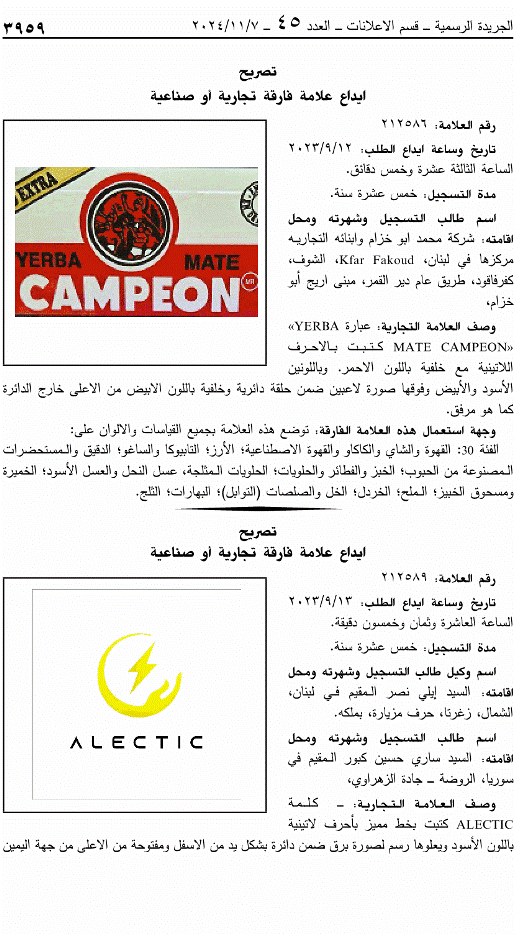 الجريدة الرسمية ــ قسم الاعلانات ــ العدد ٤٥ ــ ٢٠٢٤/١١/٧
٣٩٥٩
تصريح
ايداع علامة فارقة تجارية او صناعية
رقم العلامة: ٢١٢٥٨٦
تاريخ وساعة ايداع الطلب: ٢٠٢٣/٩/١٢
الساعة الثالثة عشرة وخمس دقائق.
مدة التسجيل: خمس عشرة سنة.
اسم طالب التسجيل وشهرته ومحل
اقامته: شركة محمد ابو خزام وابنائه التجاريه
مركزها في لبنان، Kfar Fakoud، الشوف،
كفرفاقود، طريق عام دير القمر، مبنى اريج أبو
خزام،
وصف العلامة التجارية: عبارة «YERBA
MATE CAMPEON» كتبت بالاحرف
اللاتينية مع خلفية باللون الاحمر. وباللونين
الأسود والأبيض وفوقها صورة لاعبين ضمن حلقة دائرية وخلفية باللون الابيض من الاعلى خارج الدائرة
كما هو مرفق.
وجهة استعمال هذه العلامة الفارقة: توضع هذه العلامة بجميع القياسات والالوان على:
الفئة 30: القهوة والشاي والكاكاو والقهوة الاصطناعية؛ الأرز؛ التابيوكا والساغو؛ الدقيق والمستحضرات
المصنوعة من الحبوب؛ الخبز والفطائر والحلويات؛ الحلويات المثلجة، عسل النحل والعسل الأسود؛ الخميرة
ومسحوق الخبيز؛ الملح؛ الخردل؛ الخل والصلصات (التوابل)؛ البهارات؛ الثلج.
EXTRA
YERBA MATE
CAMPEON
MR
تصريح
ايداع علامة فارقة تجارية او صناعية
رقم العلامة: ٢١٢٥٨٩
تاريخ وساعة ايداع الطلب: ٢٠٢٣/٩/١٣
الساعة العاشرة وثمان وخمسون دقيقة.
مدة التسجيل: خمس عشرة سنة.
اسم وكيل طالب التسجيل وشهرته ومحل
اقامته: السيد إيلي نصر المقيم في لبنان،
الشمال، زغرتا، حرف مزيارة، بملكه.
اسم طالب التسجيل وشهرته ومحل
اقامته: السيد ساري حسين كبور المقيم في
سوريا، الروضة ــ جادة الزهراوي،
وصف العلامة التجارية: ــ كلمة
ALECTIC كتبت بخط مميز بأحرف لاتينية
باللون الأسود ويعلوها رسم لصورة برق ضمن دائرة بشكل يد من الاسفل ومفتوحة من الاعلى من جهة اليمين
ALECTIC